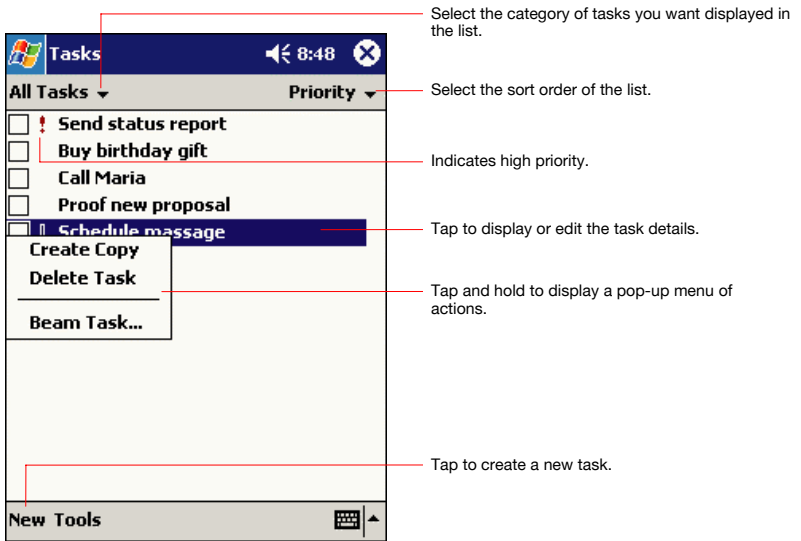 Select the category of tasks you want displayed in
the list.
Tasks 8:48
All Tasks Priority
Select the sort order of the list.
Send status report
Buy birthday gift
Indicates high priority.
Call Maria
Proof new proposal
Schedule massage
Tap to display or edit the task details.
Create Copy
Delete Task
Tap and hold to display a pop-up menu of
actions.
Beam Task...
Tap to create a new task.
New Tools